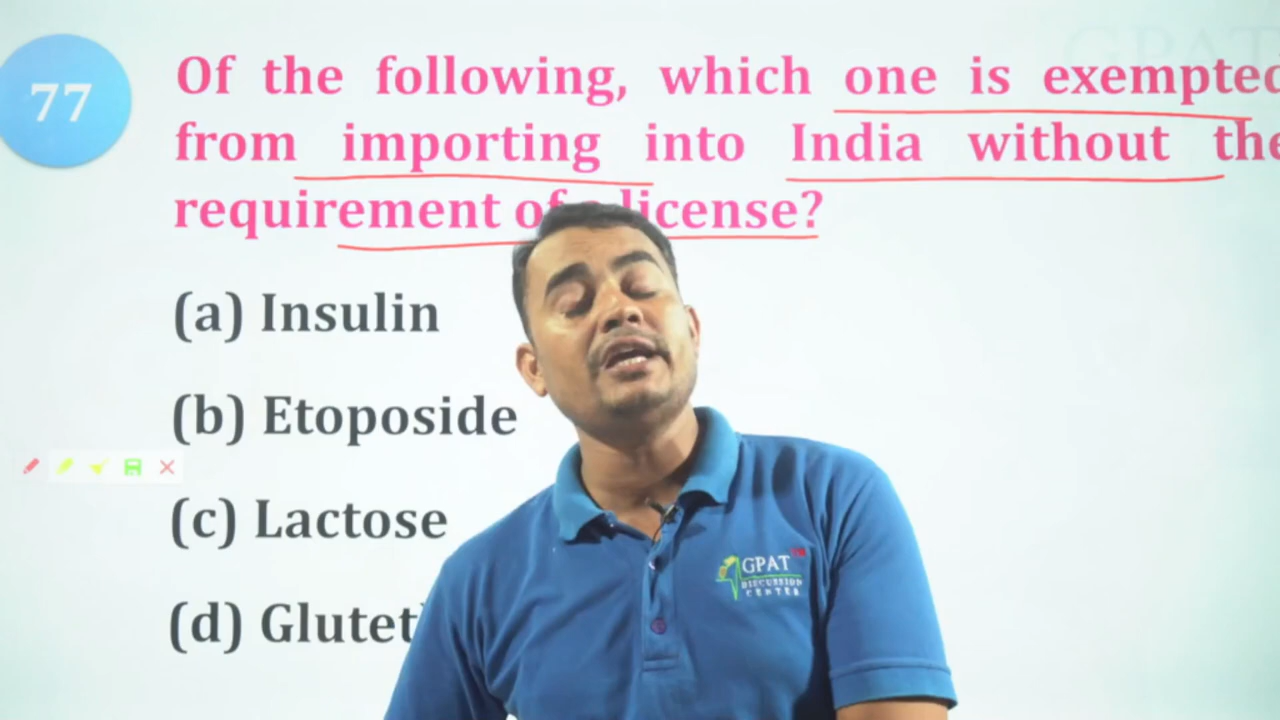 77
Of the following, which one is exempted
from importing into India without the
requirement of license?
(a) Insulin
(b) Etoposide
(c) Lactose
(d)
GPAT
DISCUSSION
CENTER